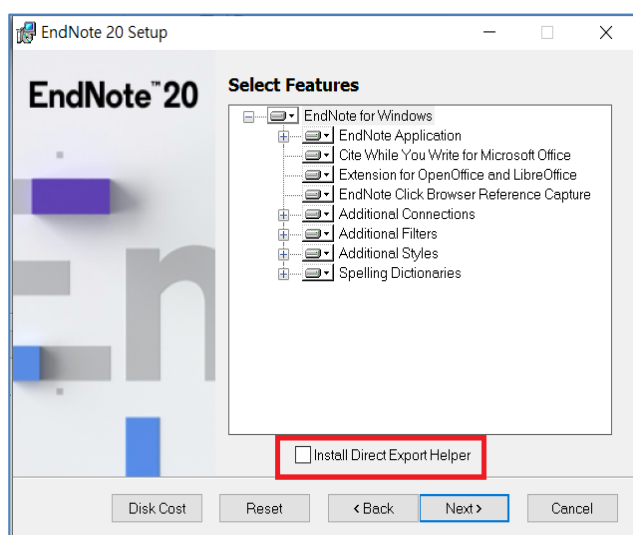 EndNote 20 Setup
EndNote™20
Select Features
EndNote for Windows
EndNote Application
Cite While You Write for Microsoft Office
Extension for OpenOffice and LibreOffice
EndNote Click Browser Reference Capture
Additional Connections
Additional Filters
Additional Styles
Spelling Dictionaries
Install Direct Export Helper
Disk Cost Reset < Back Next > Cancel